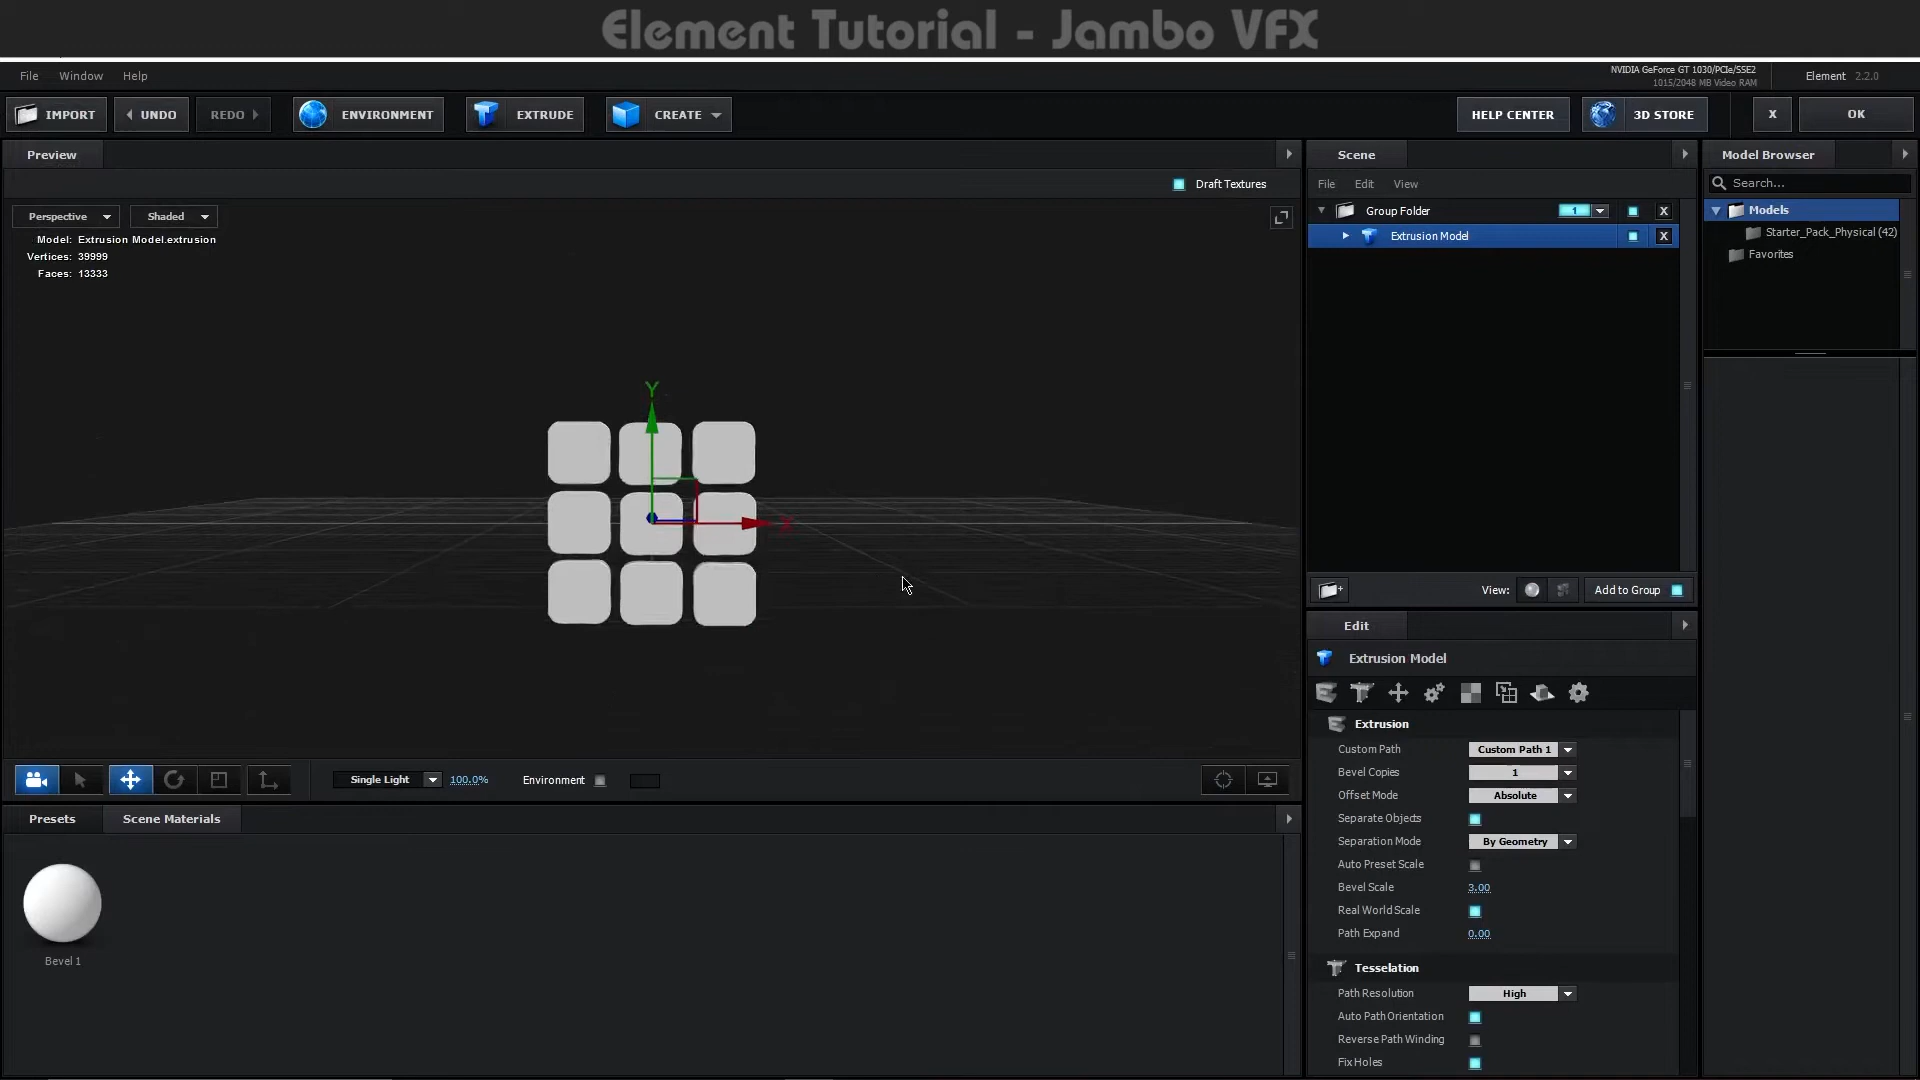 Element Tutorial - Jambo VFX
File Window Help
NVIDIA GeForce GT 1030/PCIe/SSE2
1015/2048 MB Video RAM
Element 2.2.0
IMPORT UNDO REDO ENVIRONMENT EXTRUDE CREATE HELP CENTER 3D STORE X OK
Preview
Draft Textures
Perspective Shaded
Model: Extrusion Model.extrusion
Vertices: 39999
Faces: 13333
Y
X
Single Light 100.0% Environment
Presets Scene Materials
Bevel 1
Scene
File Edit View
Group Folder 1 X
Extrusion Model X
View: Add to Group
Edit
Extrusion Model
Extrusion
Custom Path Custom Path 1
Bevel Copies 1
Offset Mode Absolute
Separate Objects
Separation Mode By Geometry
Auto Preset Scale
Bevel Scale 3.00
Real World Scale
Path Expand 0.00
Tesselation
Path Resolution High
Auto Path Orientation
Reverse Path Winding
Fix Holes
Model Browser
Search...
Models
Starter_Pack_Physical (42)
Favorites